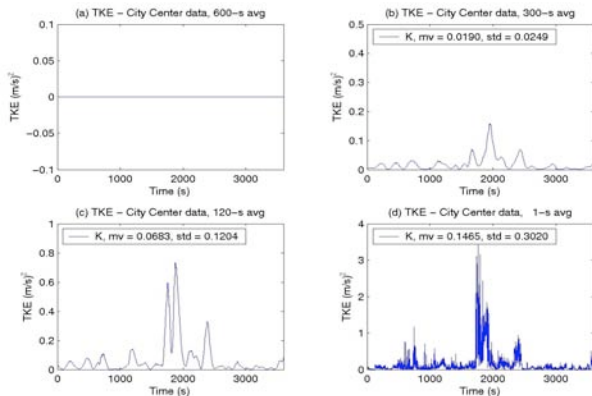 (a) TKE − City Center data, 600−s avg
0.1
0.05
0
−0.05
−0.1
TKE (m/s)²
0 1000 2000 3000
Time (s)
(b) TKE − City Center data, 300−s avg
K, mv = 0.0190, std = 0.0249
0.5
0.4
0.3
0.2
0.1
0
TKE (m/s)²
0 1000 2000 3000
Time (s)
(c) TKE − City Center data, 120−s avg
K, mv = 0.0683, std = 0.1204
1
0.8
0.6
0.4
0.2
0
TKE (m/s)²
0 1000 2000 3000
Time (s)
(d) TKE − City Center data, 1−s avg
K, mv = 0.1465, std = 0.3020
4
3
2
1
0
TKE (m/s)²
0 1000 2000 3000
Time (s)